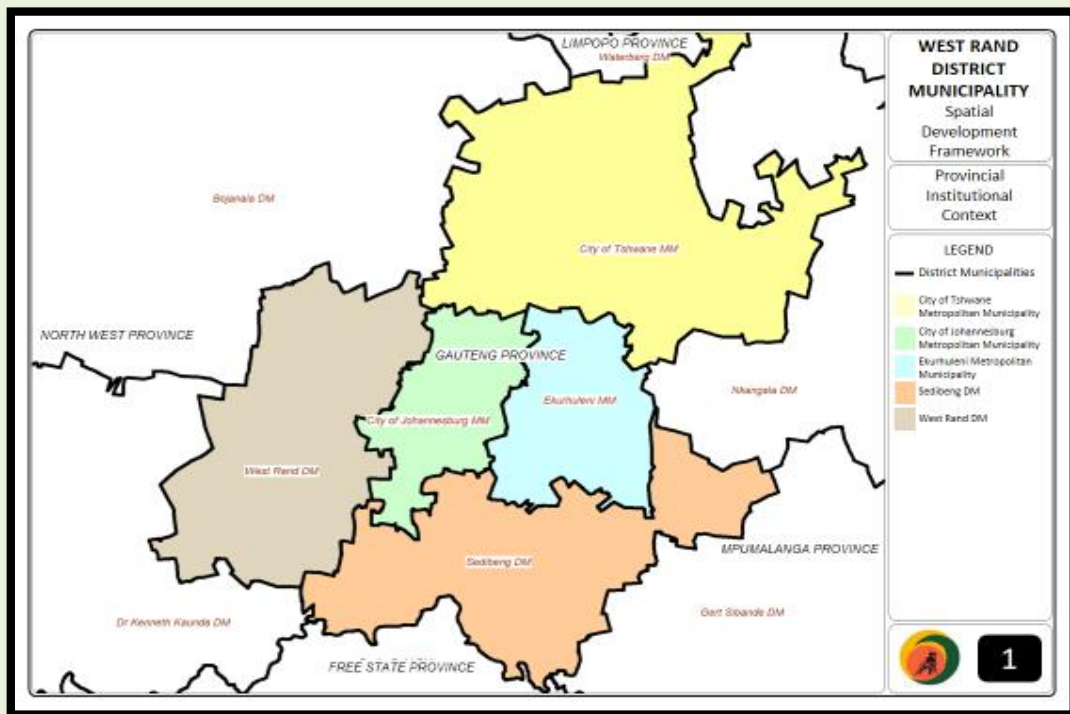 LIMPOPO PROVINCE
Waterberg DM
Bojanala DM
City of Tshwane MM
NORTH WEST PROVINCE
GAUTENG PROVINCE
Nkangala DM
Ekurhuleni MM
City of Johannesburg MM
West Rand DM
MPUMALANGA PROVINCE
Sedibeng DM
Gert Sibande DM
Dr Kenneth Kaunda DM
FREE STATE PROVINCE
WEST RAND
DISTRICT
MUNICIPALITY
Spatial
Development
Framework
Provincial
Institutional
Context
LEGEND
District Municipalities
City of Tshwane
Metropolitan Municipality
City of Johannesburg
Metropolitan Municipality
Ekurhuleni Metropolitan
Municipality
Sedibeng DM
West Rand DM
1